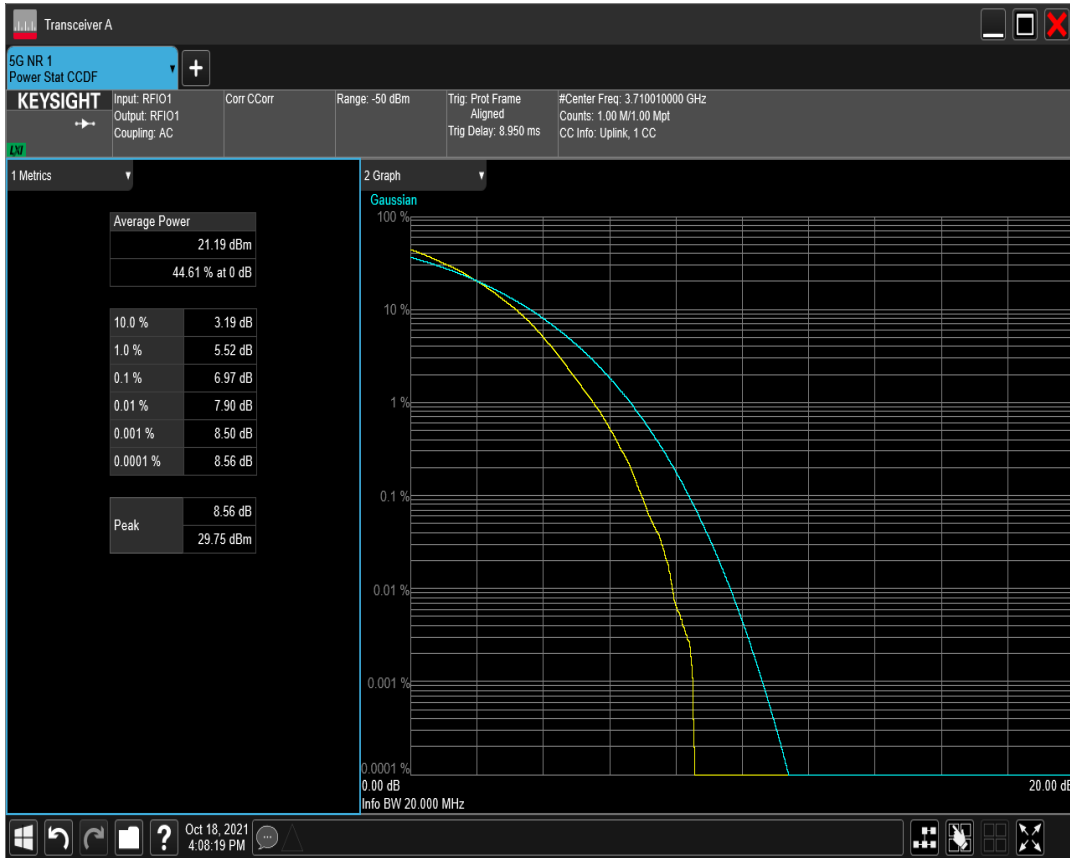 Transceiver A
5G NR 1
Power Stat CCDF
+
KEYSIGHT
LXI
Input: RFIO1
Output: RFIO1
Coupling: AC
Corr CCorr
Range: -50 dBm
Trig: Prot Frame
Aligned
Trig Delay: 8.950 ms
#Center Freq: 3.710010000 GHz
Counts: 1.00 M/1.00 Mpt
CC Info: Uplink, 1 CC
1 Metrics
Average Power
21.19 dBm
44.61 % at 0 dB
10.0 % 3.19 dB
1.0 % 5.52 dB
0.1 % 6.97 dB
0.01 % 7.90 dB
0.001 % 8.50 dB
0.0001 % 8.56 dB
Peak
8.56 dB
29.75 dBm
2 Graph
Gaussian
100 %
10 %
1 %
0.1 %
0.01 %
0.001 %
0.0001 %
0.00 dB
20.00 dB
Info BW 20.000 MHz
?
Oct 18, 2021
4:08:19 PM